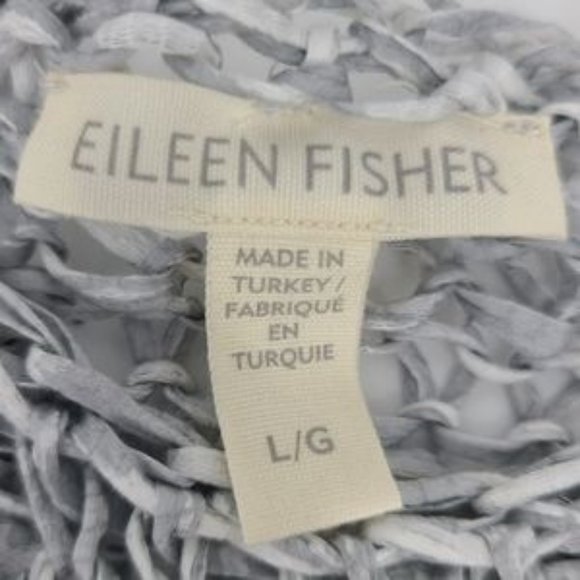 EILEEN FISHER
MADE IN
TURKEY/
FABRIQUÉ
EN
TURQUIE
L/G